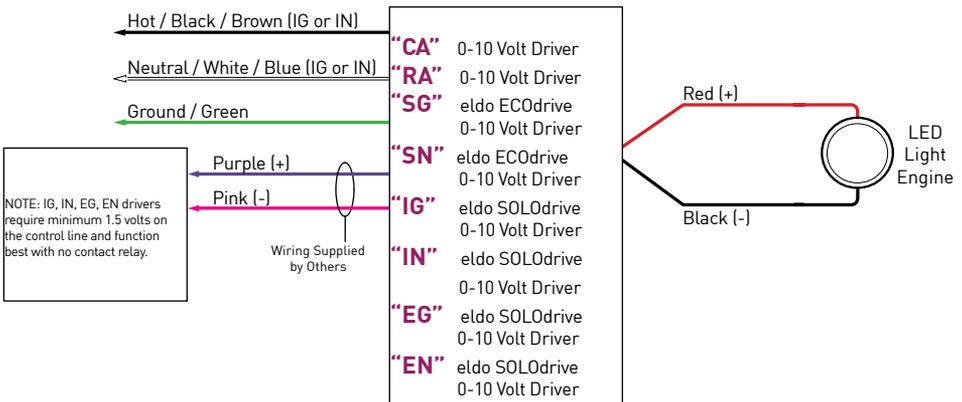 Hot / Black / Brown (IG or IN)
Neutral / White / Blue (IG or IN)
Ground / Green
Purple (+)
Pink (-)
NOTE: IG, IN, EG, EN drivers
require minimum 1.5 volts on
the control line and function
best with no contact relay.
Wiring Supplied
by Others
“CA” 0-10 Volt Driver
“RA” 0-10 Volt Driver
“SG” eldo ECOdrive
0-10 Volt Driver
“SN” eldo ECOdrive
0-10 Volt Driver
“IG” eldo SOLOdrive
0-10 Volt Driver
“IN” eldo SOLOdrive
0-10 Volt Driver
“EG” eldo SOLOdrive
0-10 Volt Driver
“EN” eldo SOLOdrive
0-10 Volt Driver
Red (+)
Black (-)
LED
Light
Engine